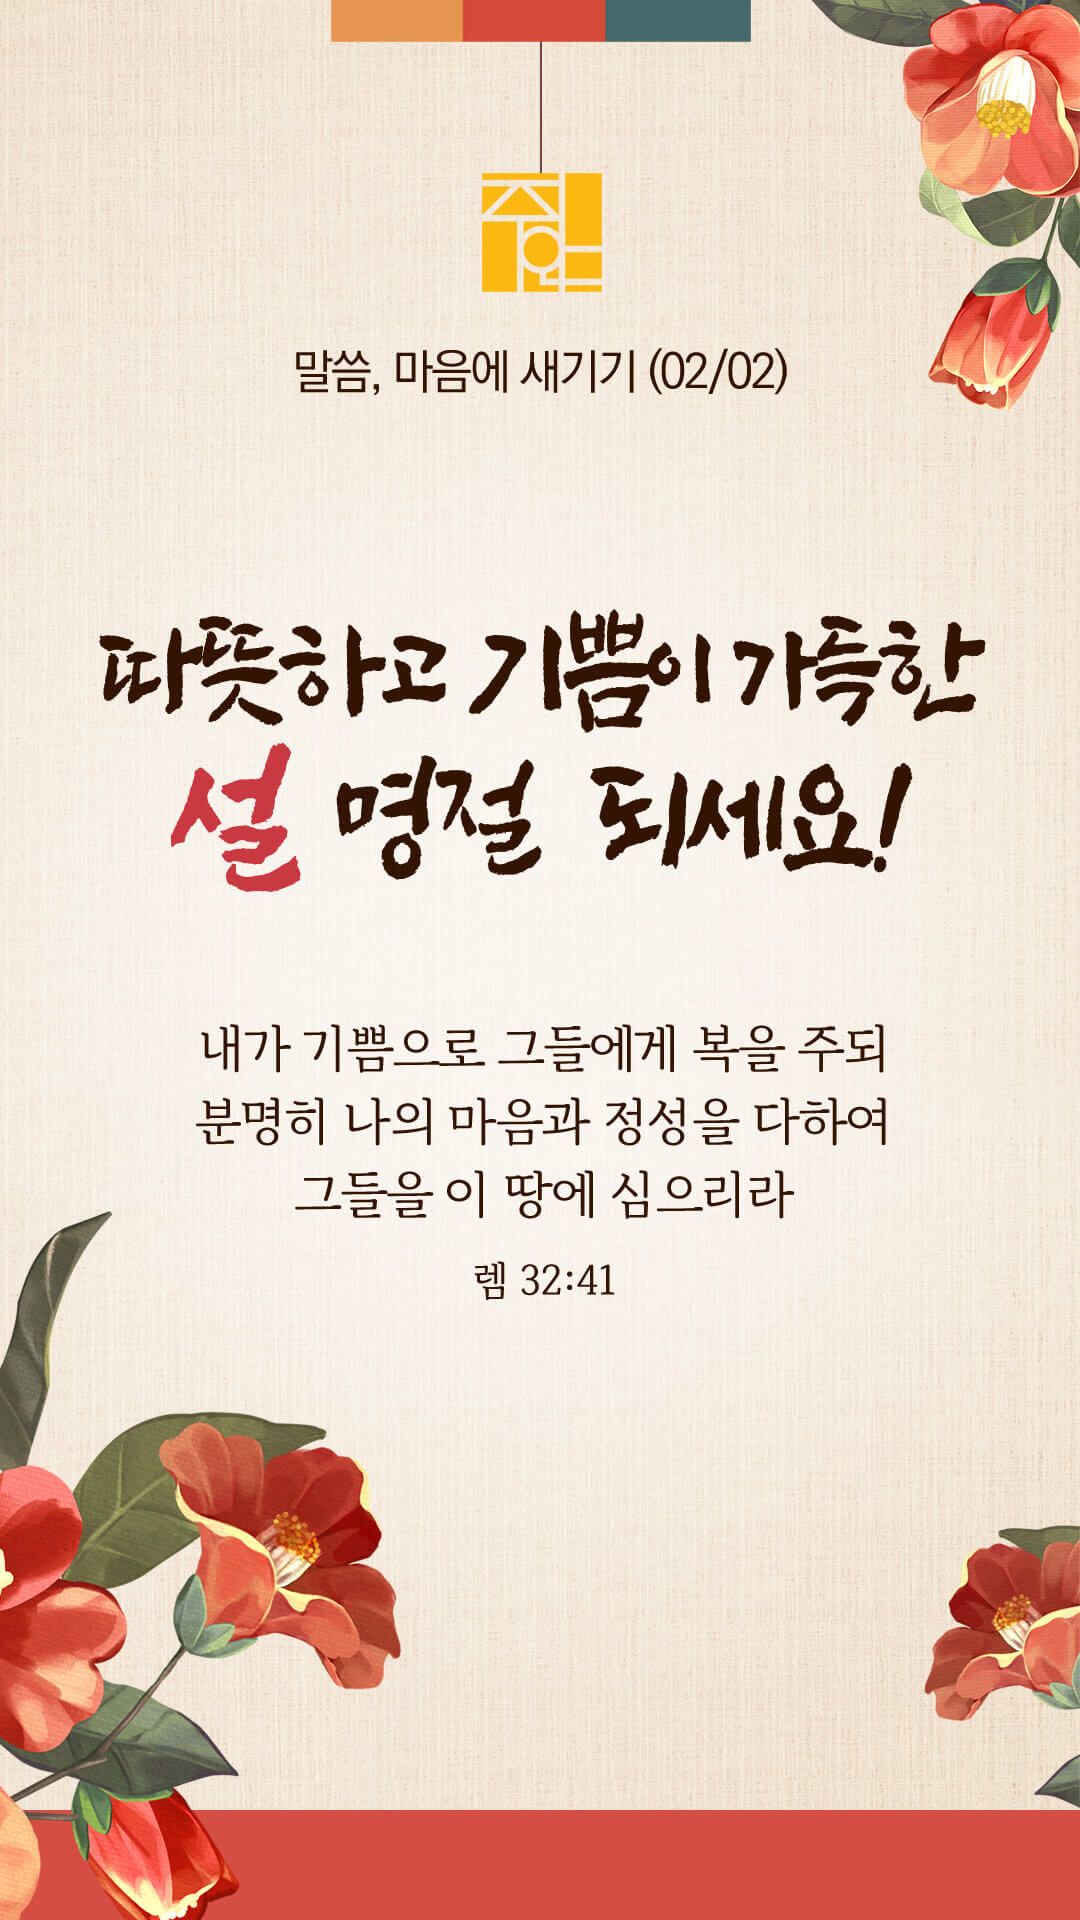 말씀, 마음에 새기기 (02/02)
따뜻하고 기쁨이 가득한
설 명절 되세요!
내가 기쁨으로 그들에게 복을 주되
분명히 나의 마음과 정성을 다하여
그들을 이 땅에 심으리라
렘 32:41